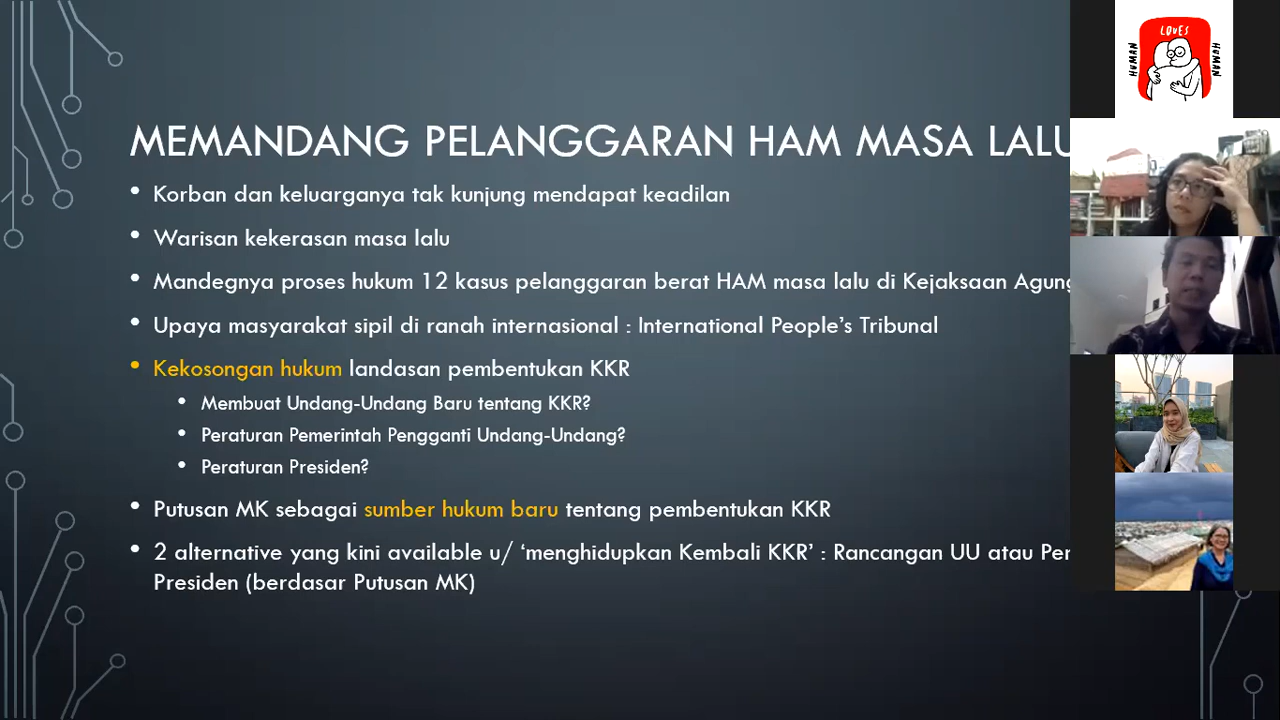 MEMANDANG PELANGGARAN HAM MASA LALU
• Korban dan keluarganya tak kunjung mendapat keadilan
• Warisan kekerasan masa lalu
• Mandegnya proses hukum 12 kasus pelanggaran berat HAM masa lalu di Kejaksaan Agung
• Upaya masyarakat sipil di ranah internasional : International People's Tribunal
• Kekosongan hukum landasan pembentukan KKR
• Membuat Undang-Undang Baru tentang KKR?
• Peraturan Pemerintah Pengganti Undang-Undang?
• Peraturan Presiden?
• Putusan MK sebagai sumber hukum baru tentang pembentukan KKR
• 2 alternative yang kini available u/ 'menghidupkan Kembali KKR' : Rancangan UU atau
Presiden (berdasar Putusan MK)
HUMAN LOVES HUMAN